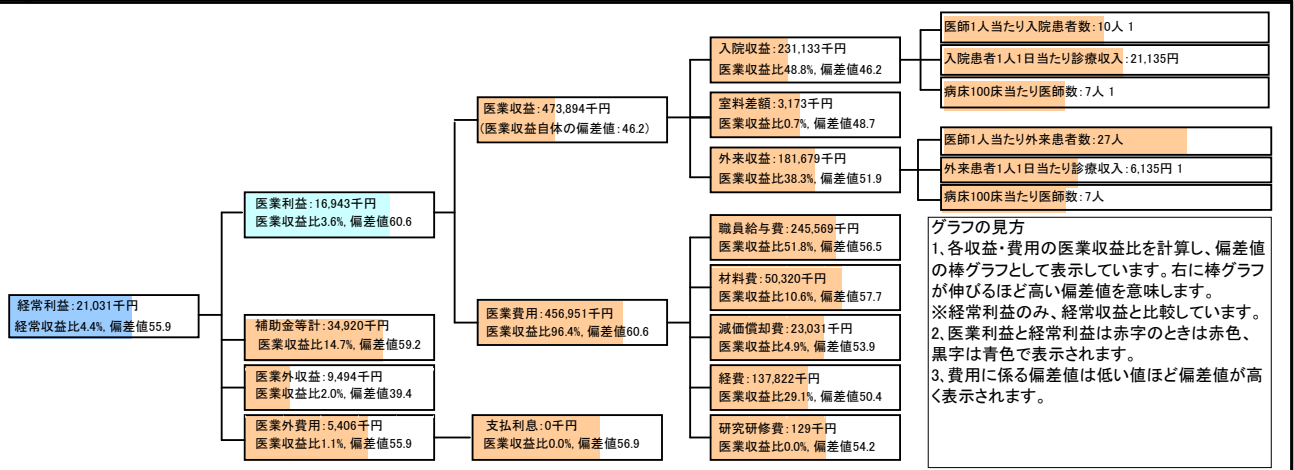 経常利益:21,031千円
経常収益比4.4%, 偏差値55.9
医業利益:16,943千円
医業収益比3.6%, 偏差値60.6
補助金等計:34,920千円
医業収益比14.7%, 偏差値59.2
医業外収益:9,494千円
医業収益比2.0%, 偏差値39.4
医業外費用:5,406千円
医業収益比1.1%, 偏差値55.9
支払利息:0千円
医業収益比0.0%, 偏差値56.9
医業収益:473,894千円
(医業収益自体の偏差値:46.2)
医業費用:456,951千円
医業収益比96.4%, 偏差値60.6
入院収益:231,133千円
医業収益比48.8%, 偏差値46.2
室料差額:3,173千円
医業収益比0.7%, 偏差値48.7
外来収益:181,679千円
医業収益比38.3%, 偏差値51.9
職員給与費:245,569千円
医業収益比51.8%, 偏差値56.5
材料費:50,320千円
医業収益比10.6%, 偏差値57.7
減価償却費:23,031千円
医業収益比4.9%, 偏差値53.9
経費:137,822千円
医業収益比29.1%, 偏差値50.4
研究研修費:129千円
医業収益比0.0%, 偏差値54.2
医師1人当たり入院患者数:10人 1
入院患者1人1日当たり診療収入:21,135円
病床100床当たり医師数:7人 1
医師1人当たり外来患者数:27人
外来患者1人1日当たり診療収入:6,135円 1
病床100床当たり医師数:7人
グラフの見方
1、各収益・費用の医業収益比を計算し、偏差値
の棒グラフとして表示しています。右に棒グラフ
が伸びるほど高い偏差値を意味します。
※経常利益のみ、経常収益と比較しています。
2、医業利益と経常利益は赤字のときは赤色、
黒字は青色で表示されます。
3、費用に係る偏差値は低い値ほど偏差値が高
く表示されます。